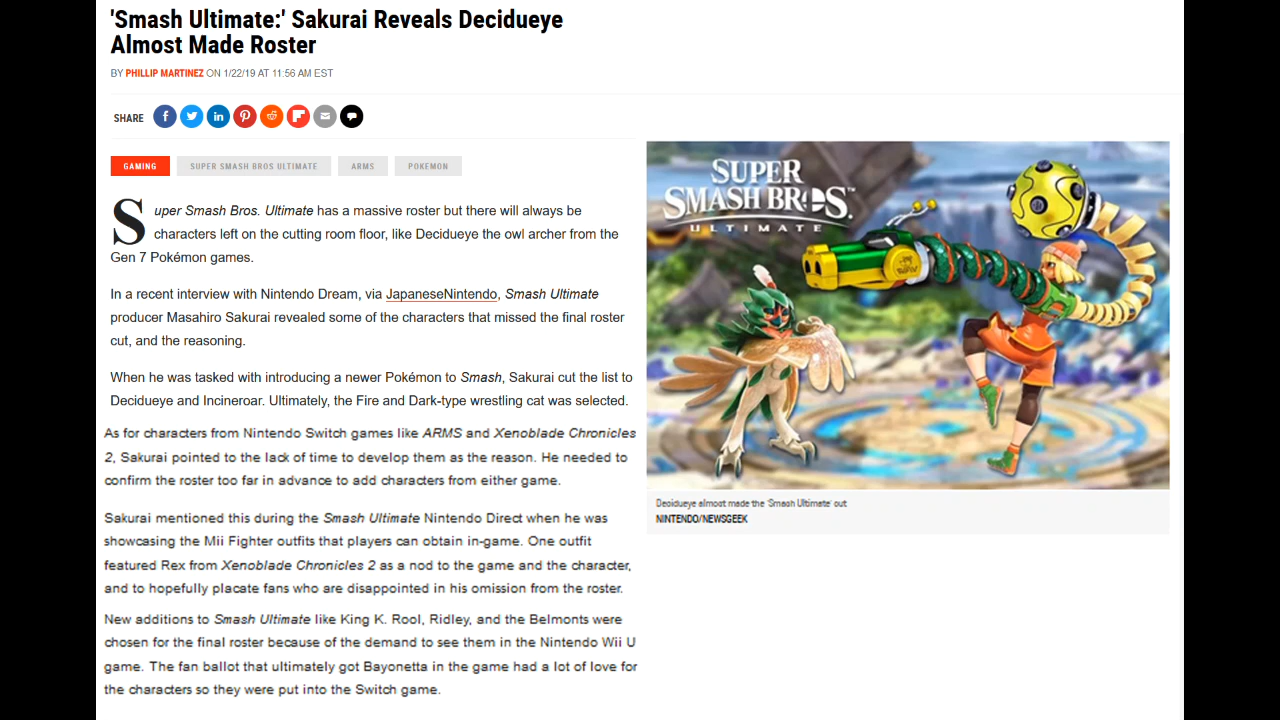 'Smash Ultimate:' Sakurai Reveals Decidueye
Almost Made Roster
BY PHILLIP MARTINEZ ON 1/22/19 AT 11:56 AM EST
SHARE
GAMING
SUPER SMASH BROS ULTIMATE
ARMS
POKEMON
Super Smash Bros. Ultimate has a massive roster but there will always be
characters left on the cutting room floor, like Decidueye the owl archer from the
Gen 7 Pokémon games.
In a recent interview with Nintendo Dream, via JapaneseNintendo, Smash Ultimate
producer Masahiro Sakurai revealed some of the characters that missed the final roster
cut, and the reasoning.
When he was tasked with introducing a newer Pokémon to Smash, Sakurai cut the list to
Decidueye and Incineroar. Ultimately, the Fire and Dark-type wrestling cat was selected.
As for characters from Nintendo Switch games like ARMS and Xenoblade Chronicles
2, Sakurai pointed to the lack of time to develop them as the reason. He needed to
confirm the roster too far in advance to add characters from either game.
Sakurai mentioned this during the Smash Ultimate Nintendo Direct when he was
showcasing the Mii Fighter outfits that players can obtain in-game. One outfit
featured Rex from Xenoblade Chronicles 2 as a nod to the game and the character,
and to hopefully placate fans who are disappointed in his omission from the roster.
New additions to Smash Ultimate like King K. Rool, Ridley, and the Belmonts were
chosen for the final roster because of the demand to see them in the Nintendo Wii U
game. The fan ballot that ultimately got Bayonetta in the game had a lot of love for
the characters so they were put into the Switch game.
SUPER
SMASH BROS.™
ULTIMATE
Decidueye almost made the 'Smash Ultimate' cut
NINTENDO/NEWSGEEK